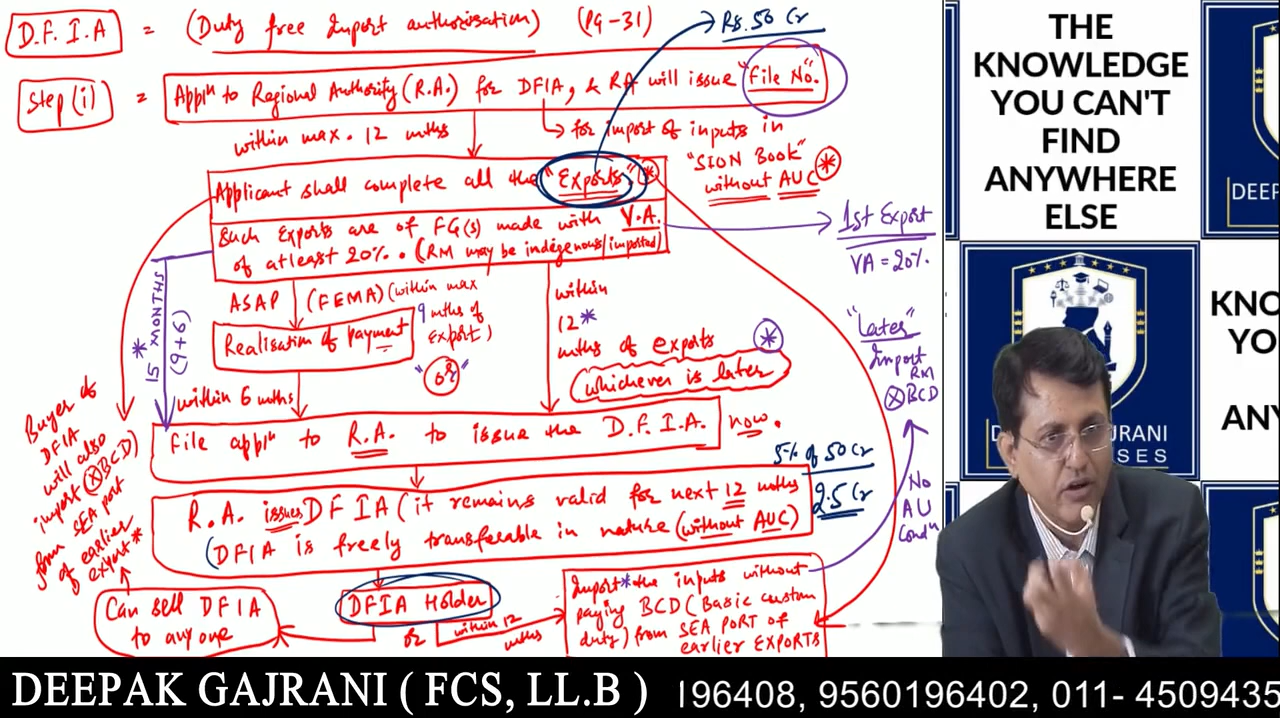 D.F.I.A = (Duty free Import authorisation) (Pg-31)
Rs. 50 Cr
Step (i) = Applⁿ to Regional Authority (R.A.) for DFIA, & RA will issue "File No."
within max. 12 mths
for import of inputs in
"SION Book" *
without AUC
Applicant shall complete all the "Exports" *
Such Exports are of FG(s) made with V.A.
of atleast 20%. (RM may be indigenous/imported)
1st Export
VA = 20%
ASAP (FEMA) (within max
9 mths of
export)
Realisation of payment
"or"
within 6 mths
15* MONTHS
(9+6)
within
12*
mths of exports *
whichever is later
"Later"
Import
RM
ⓧ BCD
No
AU
Condⁿ
File applⁿ to R.A. to issue the D.F.I.A. now.
5% of 50 Cr
2.5 Cr
R.A. issues DFIA (it remains valid for next 12 mths
(DFIA is freely transferable in nature (without AUC)
Buyer of
DFIA
will also
import (ⓧ BCD)
from SEA port
of earlier
export *
Can sell DFIA
to anyone
DFIA Holder
or within 12
mths
Import* the inputs without
paying BCD (Basic custom
duty) from SEA PORT of
earlier EXPORTS
THE
KNOWLEDGE
YOU CAN'T
FIND
ANYWHERE
ELSE
DEEP
KNO
YO
ANY
JRANI
SES
DEEPAK GAJRANI ( FCS, LL.B ) 196408, 9560196402, 011- 4509435